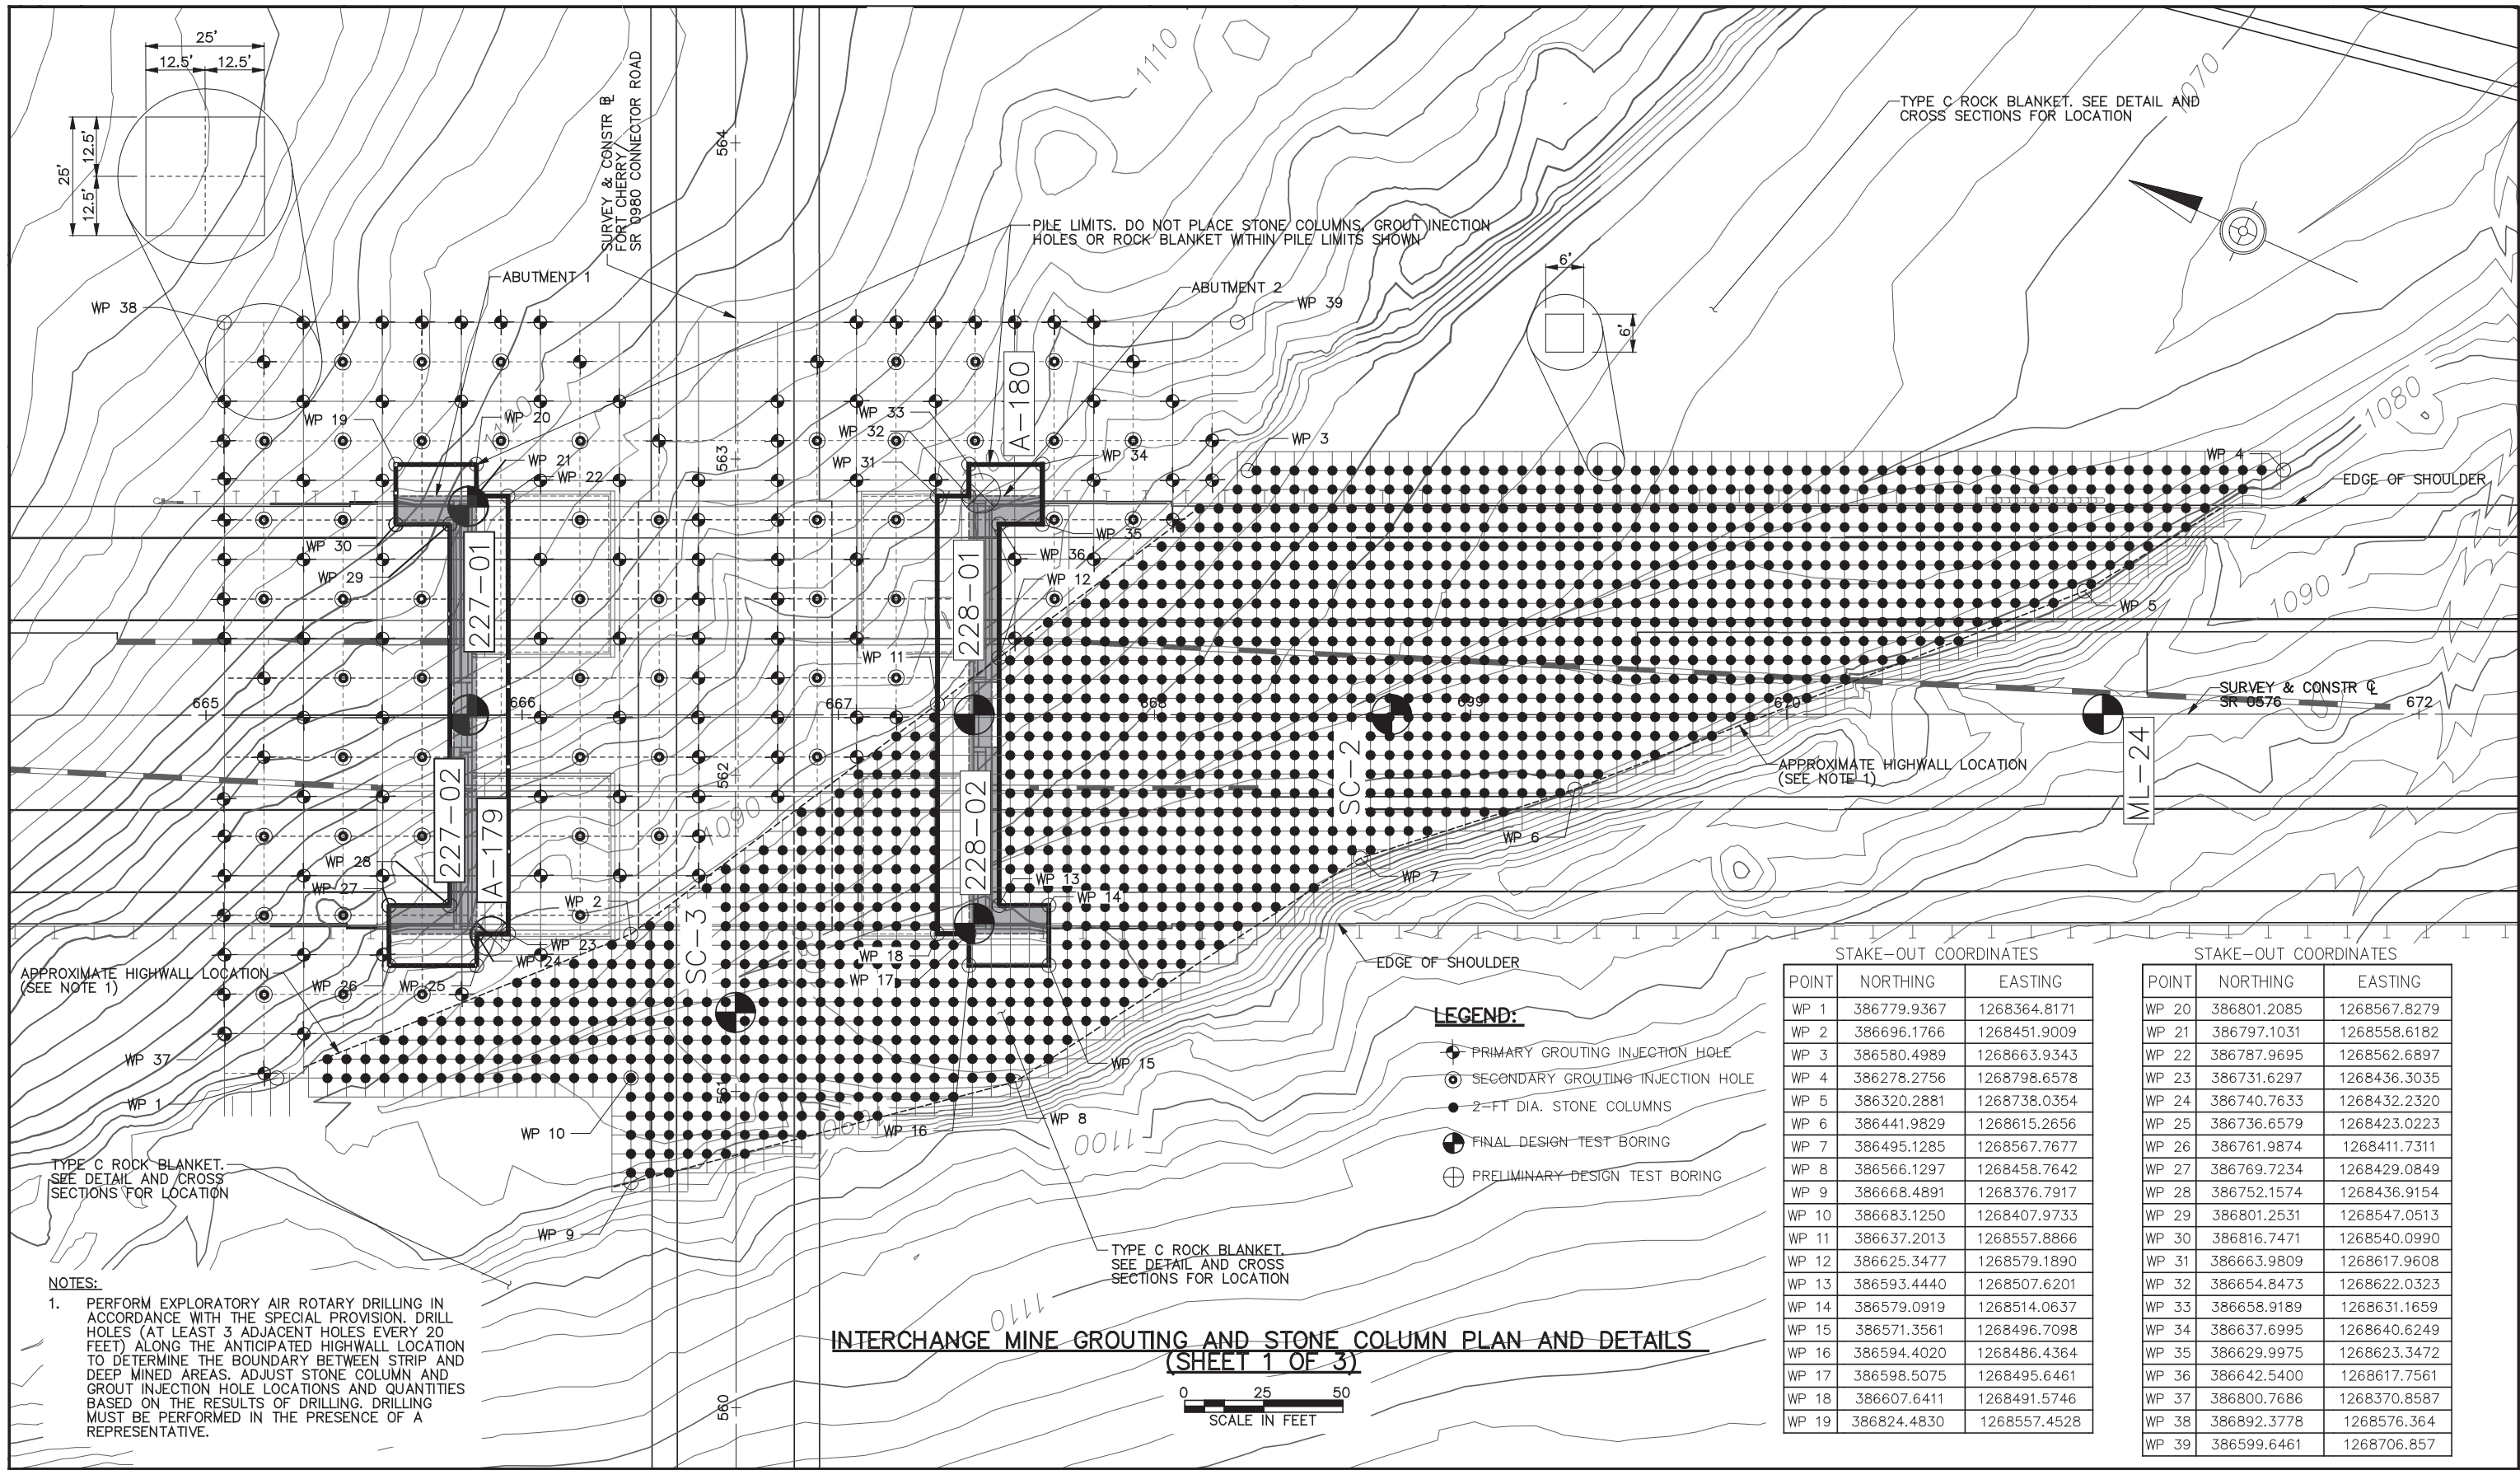 25'
12.5'
12.5'
25'
12.5'
12.5'
SURVEY & CONSTR ℄
FORT CHERRY/
SR 0980 CONNECTOR ROAD
564
1110
1070
TYPE C ROCK BLANKET. SEE DETAIL AND
CROSS SECTIONS FOR LOCATION
PILE LIMITS. DO NOT PLACE STONE COLUMNS, GROUT INECTION
HOLES OR ROCK BLANKET WITHIN PILE LIMITS SHOWN
ABUTMENT 1
ABUTMENT 2
WP 38
WP 39
6'
6'
WP 19
WP 20
1120
WP 33
WP 32
WP 31
A-180
WP 34
WP 3
563
WP 21
WP 22
WP 4
1080
EDGE OF SHOULDER
WP 30
WP 29
227-01
228-01
WP 35
WP 36
WP 12
WP 5
1090
WP 11
665
666
667
668
699
670
672
SURVEY & CONSTR ℄
SR 0576
SC-2
ML-24
APPROXIMATE HIGHWALL LOCATION
(SEE NOTE 1)
562
1090
227-02
A-179
228-02
WP 6
WP 7
WP 28
WP 27
WP 2
SC-3
WP 13
WP 14
WP 23
WP 24
WP 18
WP 17
WP 26
WP 25
EDGE OF SHOULDER
APPROXIMATE HIGHWALL LOCATION
(SEE NOTE 1)
WP 37
WP 1
WP 15
WP 8
WP 10
561
1090
WP 16
1100
WP 9
TYPE C ROCK BLANKET.
SEE DETAIL AND CROSS
SECTIONS FOR LOCATION
TYPE C ROCK BLANKET.
SEE DETAIL AND CROSS
SECTIONS FOR LOCATION
1110
560
LEGEND:
PRIMARY GROUTING INJECTION HOLE
SECONDARY GROUTING INJECTION HOLE
2-FT DIA. STONE COLUMNS
FINAL DESIGN TEST BORING
PRELIMINARY DESIGN TEST BORING
NOTES:
1. PERFORM EXPLORATORY AIR ROTARY DRILLING IN
ACCORDANCE WITH THE SPECIAL PROVISION. DRILL
HOLES (AT LEAST 3 ADJACENT HOLES EVERY 20
FEET) ALONG THE ANTICIPATED HIGHWALL LOCATION
TO DETERMINE THE BOUNDARY BETWEEN STRIP AND
DEEP MINED AREAS. ADJUST STONE COLUMN AND
GROUT INJECTION HOLE LOCATIONS AND QUANTITIES
BASED ON THE RESULTS OF DRILLING. DRILLING
MUST BE PERFORMED IN THE PRESENCE OF A
REPRESENTATIVE.
INTERCHANGE MINE GROUTING AND STONE COLUMN PLAN AND DETAILS
(SHEET 1 OF 3)
0 25 50
SCALE IN FEET
STAKE-OUT COORDINATES
POINT NORTHING EASTING
WP 1 386779.9367 1268364.8171
WP 2 386696.1766 1268451.9009
WP 3 386580.4989 1268663.9343
WP 4 386278.2756 1268798.6578
WP 5 386320.2881 1268738.0354
WP 6 386441.9829 1268615.2656
WP 7 386495.1285 1268567.7677
WP 8 386566.1297 1268458.7642
WP 9 386668.4891 1268376.7917
WP 10 386683.1250 1268407.9733
WP 11 386637.2013 1268557.8866
WP 12 386625.3477 1268579.1890
WP 13 386593.4440 1268507.6201
WP 14 386579.0919 1268514.0637
WP 15 386571.3561 1268496.7098
WP 16 386594.4020 1268486.4364
WP 17 386598.5075 1268495.6461
WP 18 386607.6411 1268491.5746
WP 19 386824.4830 1268557.4528
STAKE-OUT COORDINATES
POINT NORTHING EASTING
WP 20 386801.2085 1268567.8279
WP 21 386797.1031 1268558.6182
WP 22 386787.9695 1268562.6897
WP 23 386731.6297 1268436.3035
WP 24 386740.7633 1268432.2320
WP 25 386736.6579 1268423.0223
WP 26 386761.9874 1268411.7311
WP 27 386769.7234 1268429.0849
WP 28 386752.1574 1268436.9154
WP 29 386801.2531 1268547.0513
WP 30 386816.7471 1268540.0990
WP 31 386663.9809 1268617.9608
WP 32 386654.8473 1268622.0323
WP 33 386658.9189 1268631.1659
WP 34 386637.6995 1268640.6249
WP 35 386629.9975 1268623.3472
WP 36 386642.5400 1268617.7561
WP 37 386800.7686 1268370.8587
WP 38 386892.3778 1268576.364
WP 39 386599.6461 1268706.857